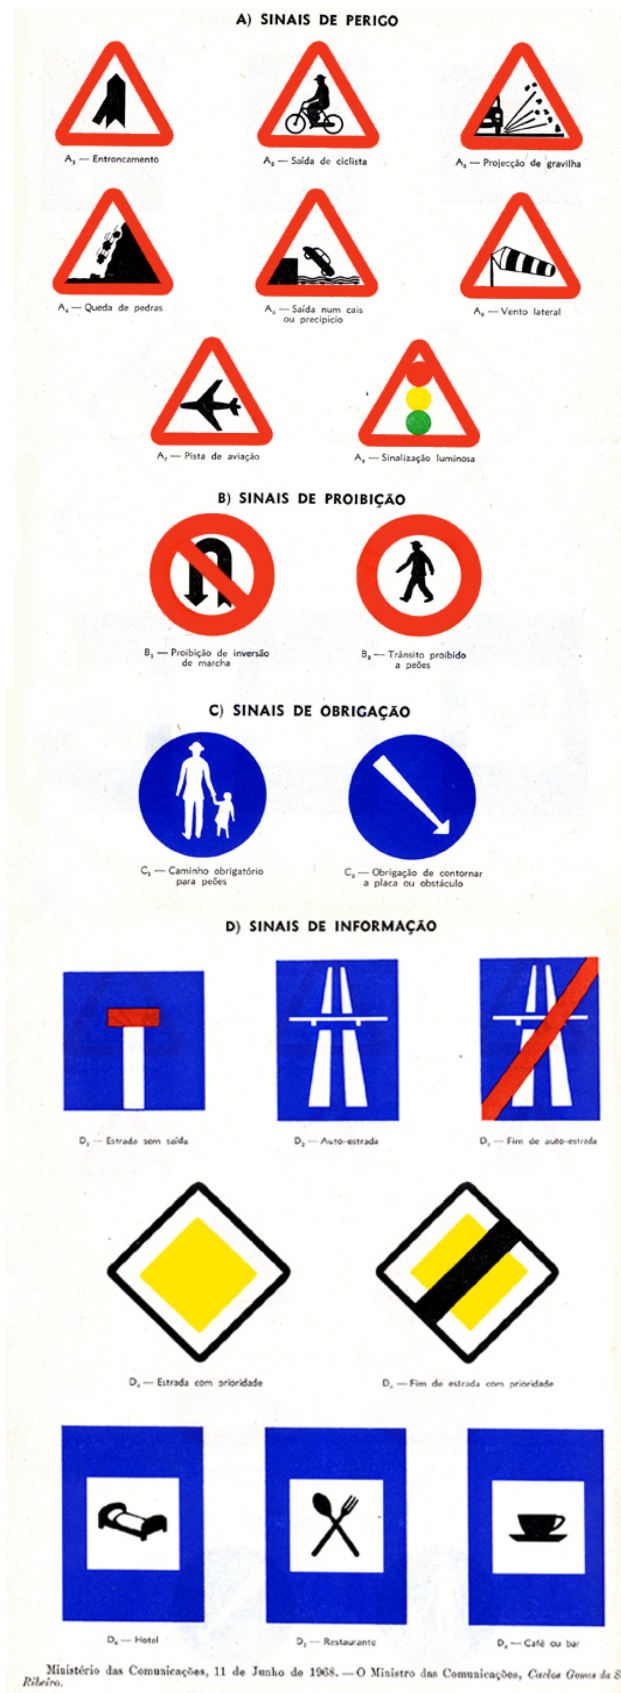 A) SINAIS DE PERIGO
A₁ — Entroncamento
A₂ — Saída de ciclista
A₃ — Projecção de gravilha
A₄ — Queda de pedras
A₅ — Saída num cais
ou precipício
A₆ — Vento lateral
A₇ — Pista de aviação
A₈ — Sinalização luminosa
B) SINAIS DE PROIBIÇÃO
B₁ — Proibição de inversão
de marcha
B₂ — Trânsito proibido
a peões
C) SINAIS DE OBRIGAÇÃO
C₁ — Caminho obrigatório
para peões
C₂ — Obrigação de contornar
a placa ou obstáculo
D) SINAIS DE INFORMAÇÃO
D₁ — Estrada sem saída
D₂ — Auto-estrada
D₃ — Fim de auto-estrada
D₄ — Estrada com prioridade
D₅ — Fim de estrada com prioridade
D₆ — Hotel
D₇ — Restaurante
D₈ — Café ou bar
Ministério das Comunicações, 11 de Junho de 1968. — O Ministro das Comunicações, Carlos Gomes da S
Ribeiro.